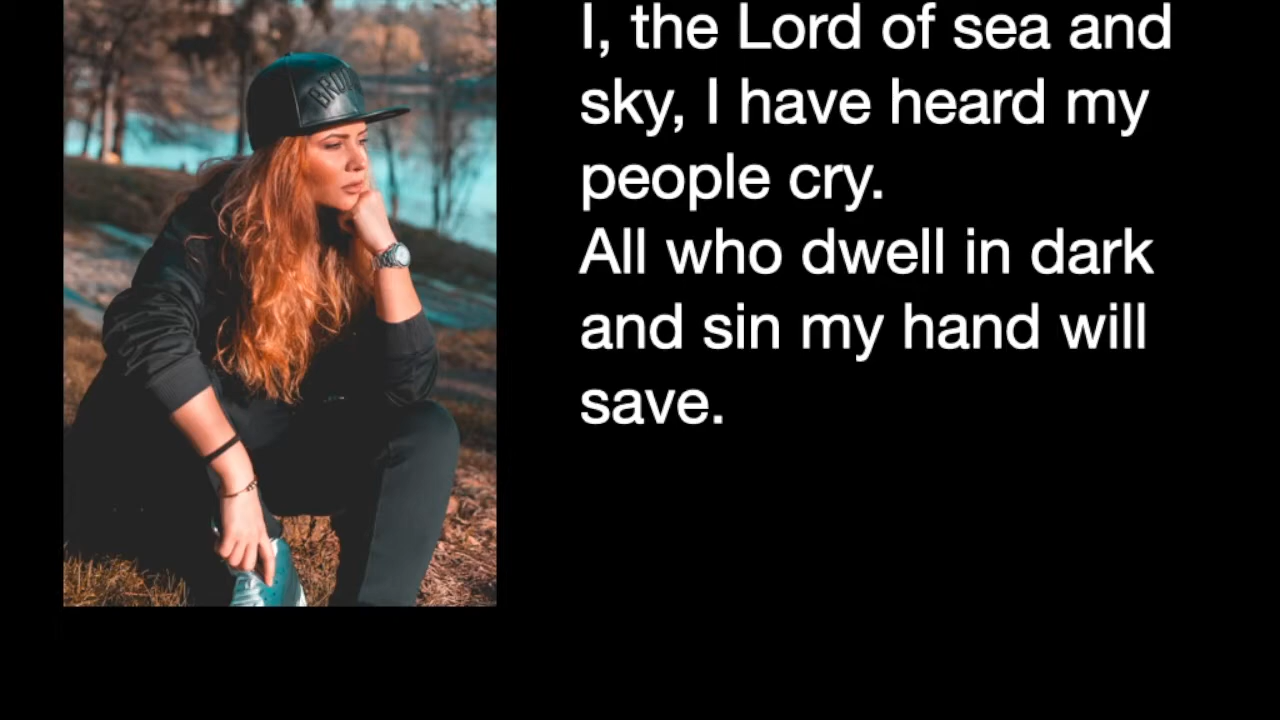 I, the Lord of sea and
sky, I have heard my
people cry.
All who dwell in dark
and sin my hand will
save.